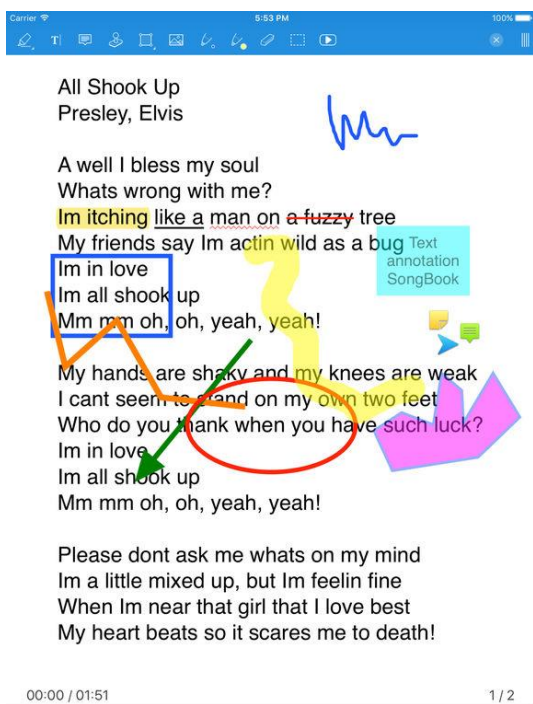 Carrier 5:53 PM 100%
T
All Shook Up
Presley, Elvis
A well I bless my soul
Whats wrong with me?
Im itching like a man on a fuzzy tree
My friends say Im actin wild as a bug
Text
annotation
SongBook
Im in love
Im all shook up
Mm mm oh, oh, yeah, yeah!
My hands are shaky and my knees are weak
I cant seem to stand on my own two feet
Who do you thank when you have such luck?
Im in love
Im all shook up
Mm mm oh, oh, yeah, yeah!
Please dont ask me whats on my mind
Im a little mixed up, but Im feelin fine
When Im near that girl that I love best
My heart beats so it scares me to death!
00:00 / 01:51 1 / 2